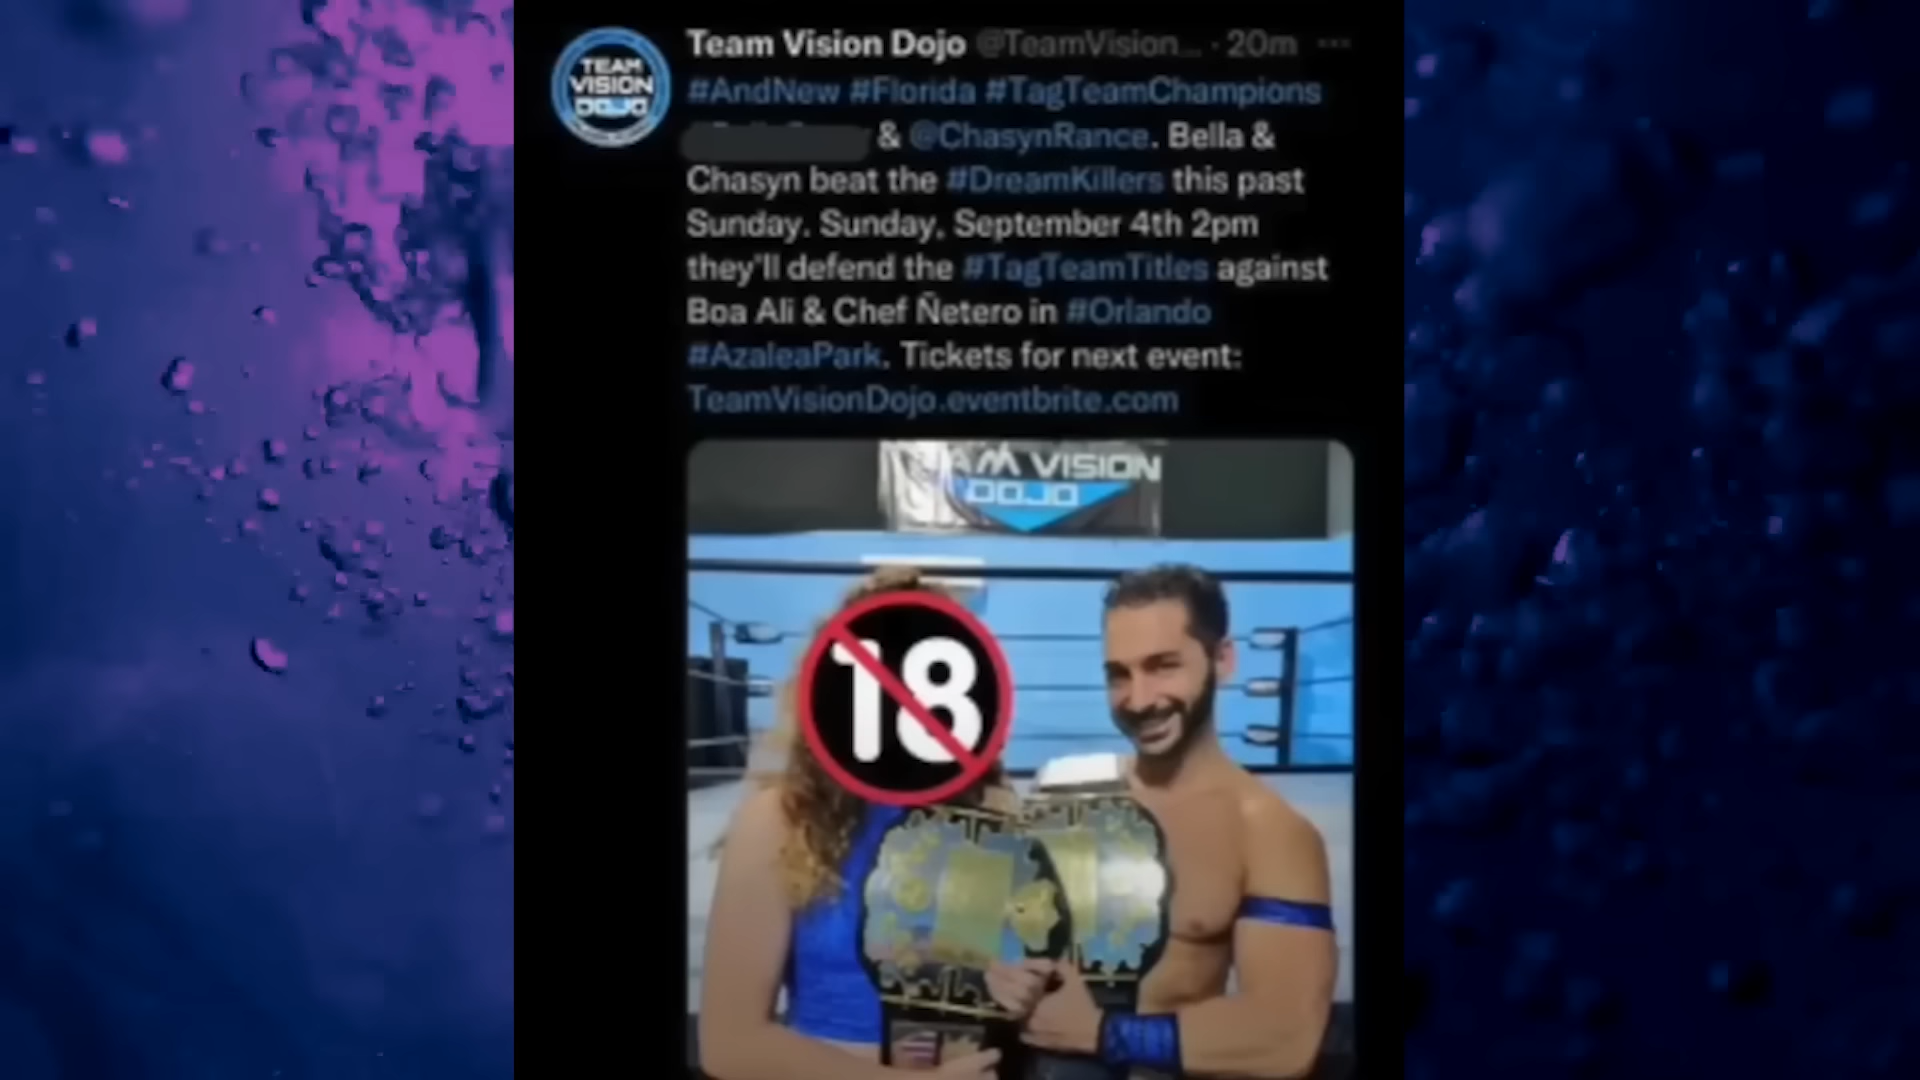 TEAM
VISION
DOJO
Team Vision Dojo @TeamVision... · 20m ...
#AndNew #Florida #TagTeamChampions
& @ChasynRance. Bella &
Chasyn beat the #DreamKillers this past
Sunday. Sunday, September 4th 2pm
they'll defend the #TagTeamTitles against
Boa Ali & Chef Ñetero in #Orlando
#AzaleaPark. Tickets for next event:
TeamVisionDojo.eventbrite.com
VISION
DOJO
18